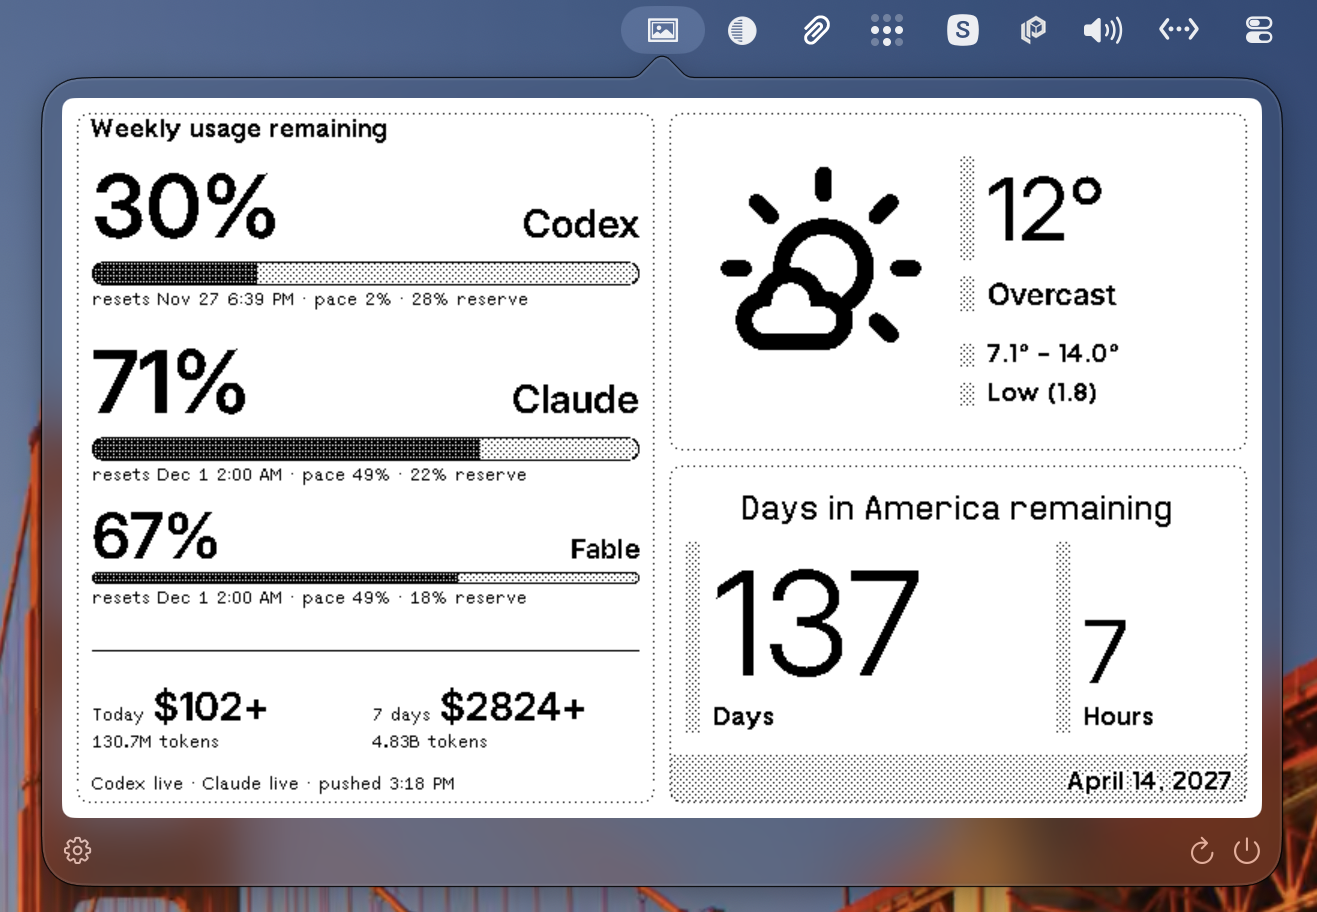 S
Weekly usage remaining
30%
Codex
resets Nov 27 6:39 PM · pace 2% · 28% reserve
71%
Claude
resets Dec 1 2:00 AM · pace 49% · 22% reserve
67%
Fable
resets Dec 1 2:00 AM · pace 49% · 18% reserve
Today $102+
130.7M tokens
7 days $2824+
4.83B tokens
Codex live · Claude live · pushed 3:18 PM
12°
Overcast
7.1° - 14.0°
Low (1.8)
Days in America remaining
137
Days
7
Hours
April 14, 2027